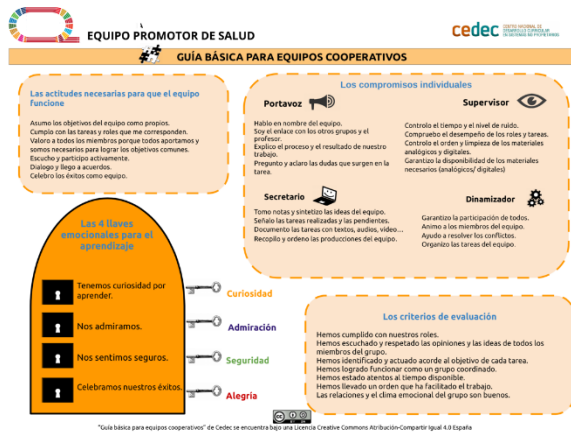 EQUIPO PROMOTOR DE SALUD
cedec
CENTRO NACIONAL DE
DESARROLLO CURRICULAR
EN SISTEMAS NO PROPIETARIOS
GUÍA BÁSICA PARA EQUIPOS COOPERATIVOS
Las actitudes necesarias para que el equipo
funcione
Asumo los objetivos del equipo como propios.
Cumplo con las tareas y roles que me corresponden.
Valoro a todos los miembros porque todos aportamos y
somos necesarios para lograr los objetivos comunes.
Escucho y participo activamente.
Dialogo y llego a acuerdos.
Celebro los éxitos como equipo.
Los compromisos individuales
Portavoz
Hablo en nombre del equipo.
Soy el enlace con los otros grupos y el
profesor.
Explico el proceso y el resultado de nuestro
trabajo.
Pregunto y aclaro las dudas que surgen en la
tarea.
Supervisor
Controlo el tiempo y el nivel de ruido.
Compruebo el desempeño de los roles y tareas.
Controlo el orden y limpieza de los materiales
analógicos y digitales.
Garantizo la disponibilidad de los materiales
necesarios (analógicos/ digitales)
Secretario
Tomo notas y sintetizo las ideas del equipo.
Señalo las tareas realizadas y las pendientes.
Documento las tareas con textos, audios, vídeo...
Recopilo y ordeno las producciones del equipo.
Dinamizador
Garantizo la participación de todos.
Animo a los miembros del equipo.
Ayudo a resolver los conflictos.
Organizo las tareas del equipo.
Las 4 llaves
emocionales para el
aprendizaje
Tenemos curiosidad por
aprender.
Curiosidad
Nos admiramos.
Admiración
Nos sentimos seguros.
Seguridad
Celebramos nuestros éxitos.
Alegría
Los criterios de evaluación
Hemos cumplido con nuestros roles.
Hemos escuchado y respetado las opiniones y las ideas de todos los
miembros del grupo.
Hemos identificado y actuado acorde al objetivo de cada tarea.
Hemos logrado funcionar como un grupo coordinado.
Hemos estado atentos al tiempo disponible.
Hemos llevado un orden que ha facilitado el trabajo.
Las relaciones y el clima emocional del grupo son buenos.
"Guía básica para equipos cooperativos" de Cedec se encuentra bajo una Licencia Creative Commons Atribución-Compartir Igual 4.0 España